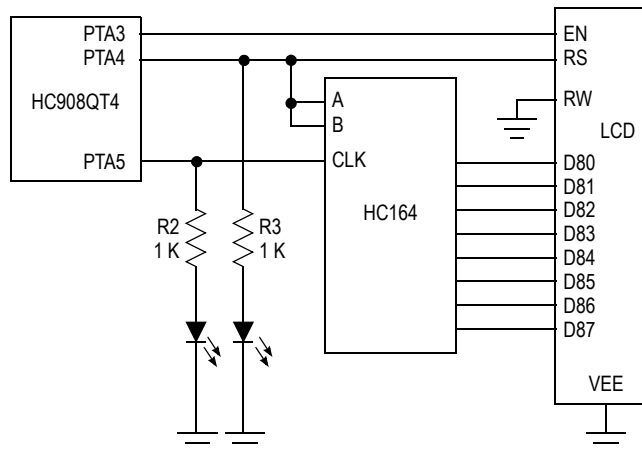 PTA3
PTA4
HC908QT4
PTA5
R2
1 K
R3
1 K
A
B
CLK
HC164
EN
RS
RW
LCD
D80
D81
D82
D83
D84
D85
D86
D87
VEE